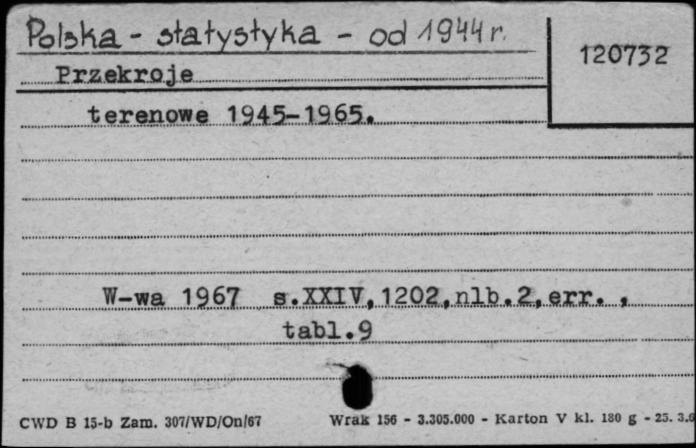 Polska - statystyka - od 1944 r.
120732
Przekroje
terenowe 1945-1965.
W-wa 1967 s.XXIV,1202,nlb.2,err.,
tabl.9
CWD B 15-b Zam. 307/WD/On/67
Wrak 156 - 3.305.000 - Karton V kl. 180 g - 25. 3.6